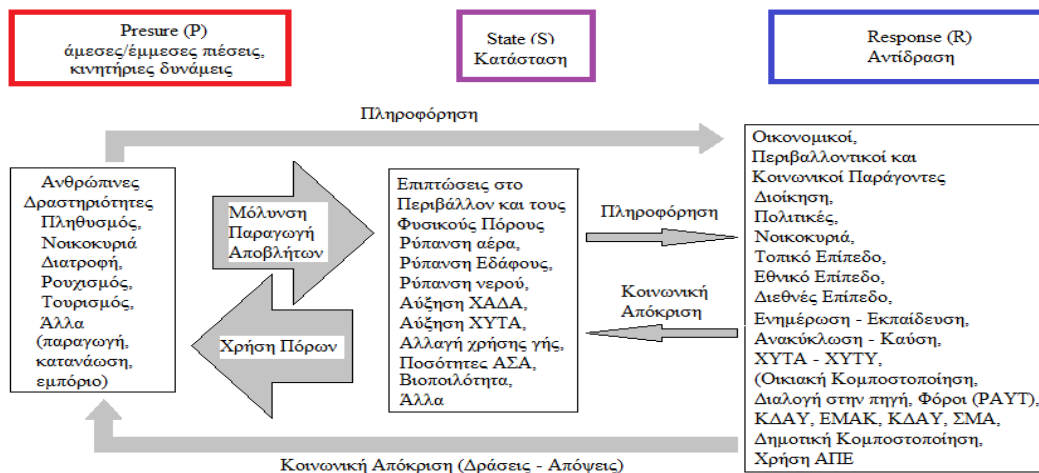 Presure (P)
άμεσες/έμμεσες πιέσεις,
κινητήριες δυνάμεις
State (S)
Κατάσταση
Response (R)
Αντίδραση
Πληροφόρηση
Ανθρώπινες
Δραστηριότητες
Πληθυσμός,
Νοικοκυριά
Διατροφή,
Ρουχισμός,
Τουρισμός,
Άλλα
(παραγωγή,
κατανάωση,
εμπόριο)
Μόλυνση
Παραγωγή
Αποβλήτων
Χρήση Πόρων
Επιπτώσεις στο
Περιβάλλον και τους
Φυσικούς Πόρους
Ρύπανση αέρα,
Ρύπανση Εδάφους,
Ρύπανση νερού,
Αύξηση ΧΑΔΑ,
Αύξηση ΧΥΤΑ,
Αλλαγή χρήσης γής,
Ποσότητες ΑΣΑ,
Βιοποιλότητα,
Άλλα
Πληροφόρηση
Κοινωνική
Απόκριση
Οικονομικοί,
Περιβαλλοντικοί και
Κοινωνικοί Παράγοντες
Διοίκηση,
Πολιτικές,
Νοικοκυριά,
Τοπικό Επίπεδο,
Εθνικό Επίπεδο,
Διεθνές Επίπεδο,
Ενημέρωση - Εκπαίδευση,
Ανακύκλωση - Καύση,
ΧΥΤΑ - ΧΥΤΥ,
(Οικιακή Κομποστοποίηση,
Διαλογή στην πηγή, Φόροι (PAYT),
ΚΔΑΥ, ΕΜΑΚ, ΚΔΑΥ, ΣΜΑ,
Δημοτική Κομποστοποίηση,
Χρήση ΑΠΕ
Κοινωνική Απόκριση (Δράσεις - Απόψεις)